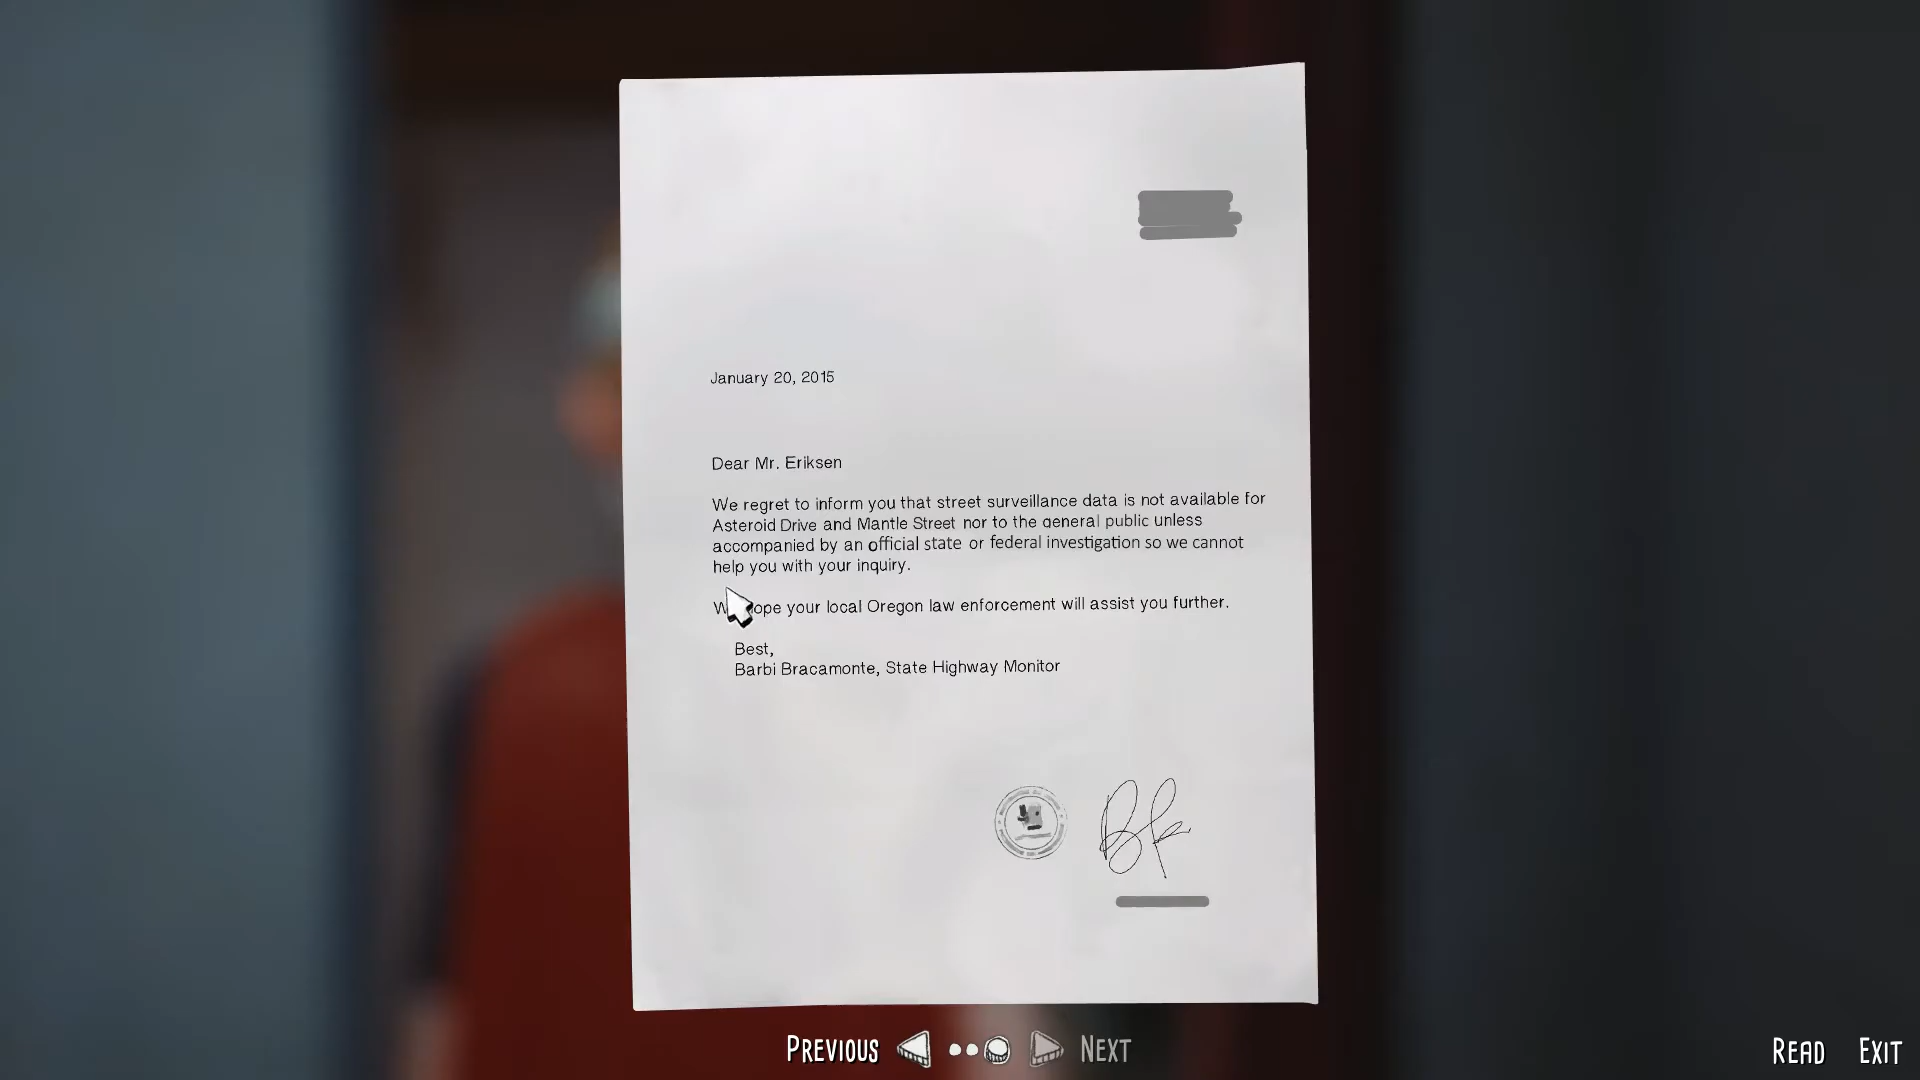 January 20, 2015
Dear Mr. Eriksen
We regret to inform you that street surveillance data is not available for
Asteroid Drive and Mantle Street nor to the general public unless
accompanied by an official state or federal investigation so we cannot
help you with your inquiry.
ope your local Oregon law enforcement will assist you further.
Best,
Barbi Bracamonte, State Highway Monitor
PREVIOUS NEXT
READ EXIT